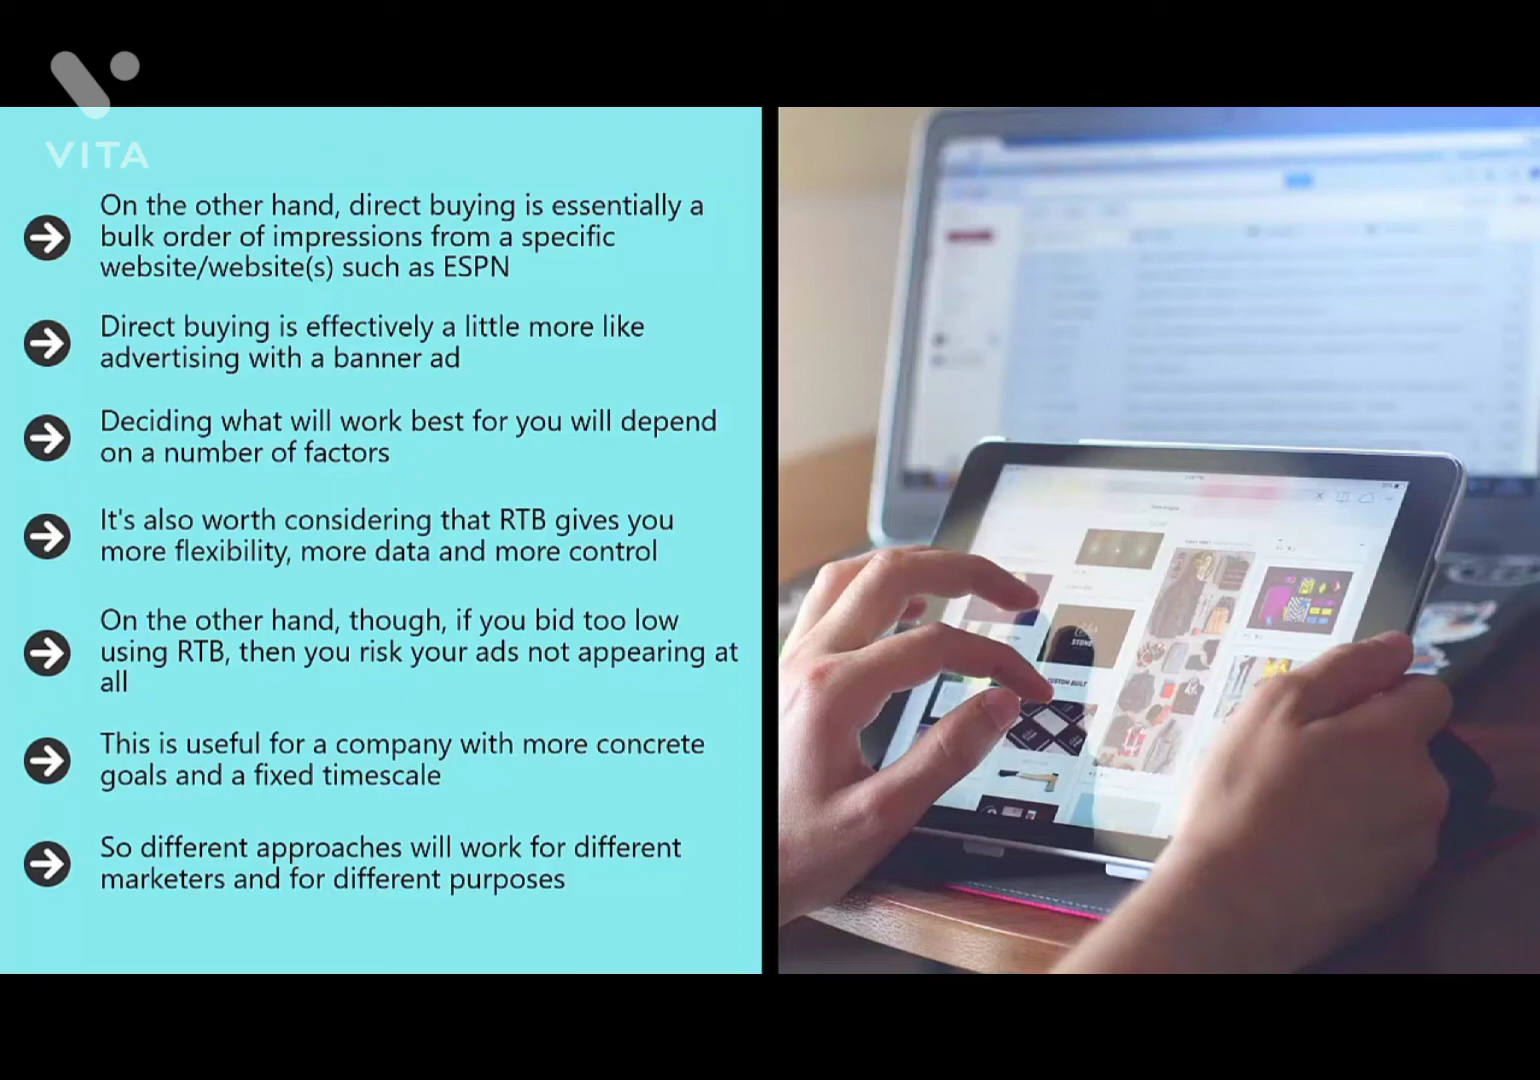 VITA
On the other hand, direct buying is essentially a
bulk order of impressions from a specific
website/website(s) such as ESPN
Direct buying is effectively a little more like
advertising with a banner ad
Deciding what will work best for you will depend
on a number of factors
It's also worth considering that RTB gives you
more flexibility, more data and more control
On the other hand, though, if you bid too low
using RTB, then you risk your ads not appearing at
all
This is useful for a company with more concrete
goals and a fixed timescale
So different approaches will work for different
marketers and for different purposes
STONE
CUSTOM BUILT